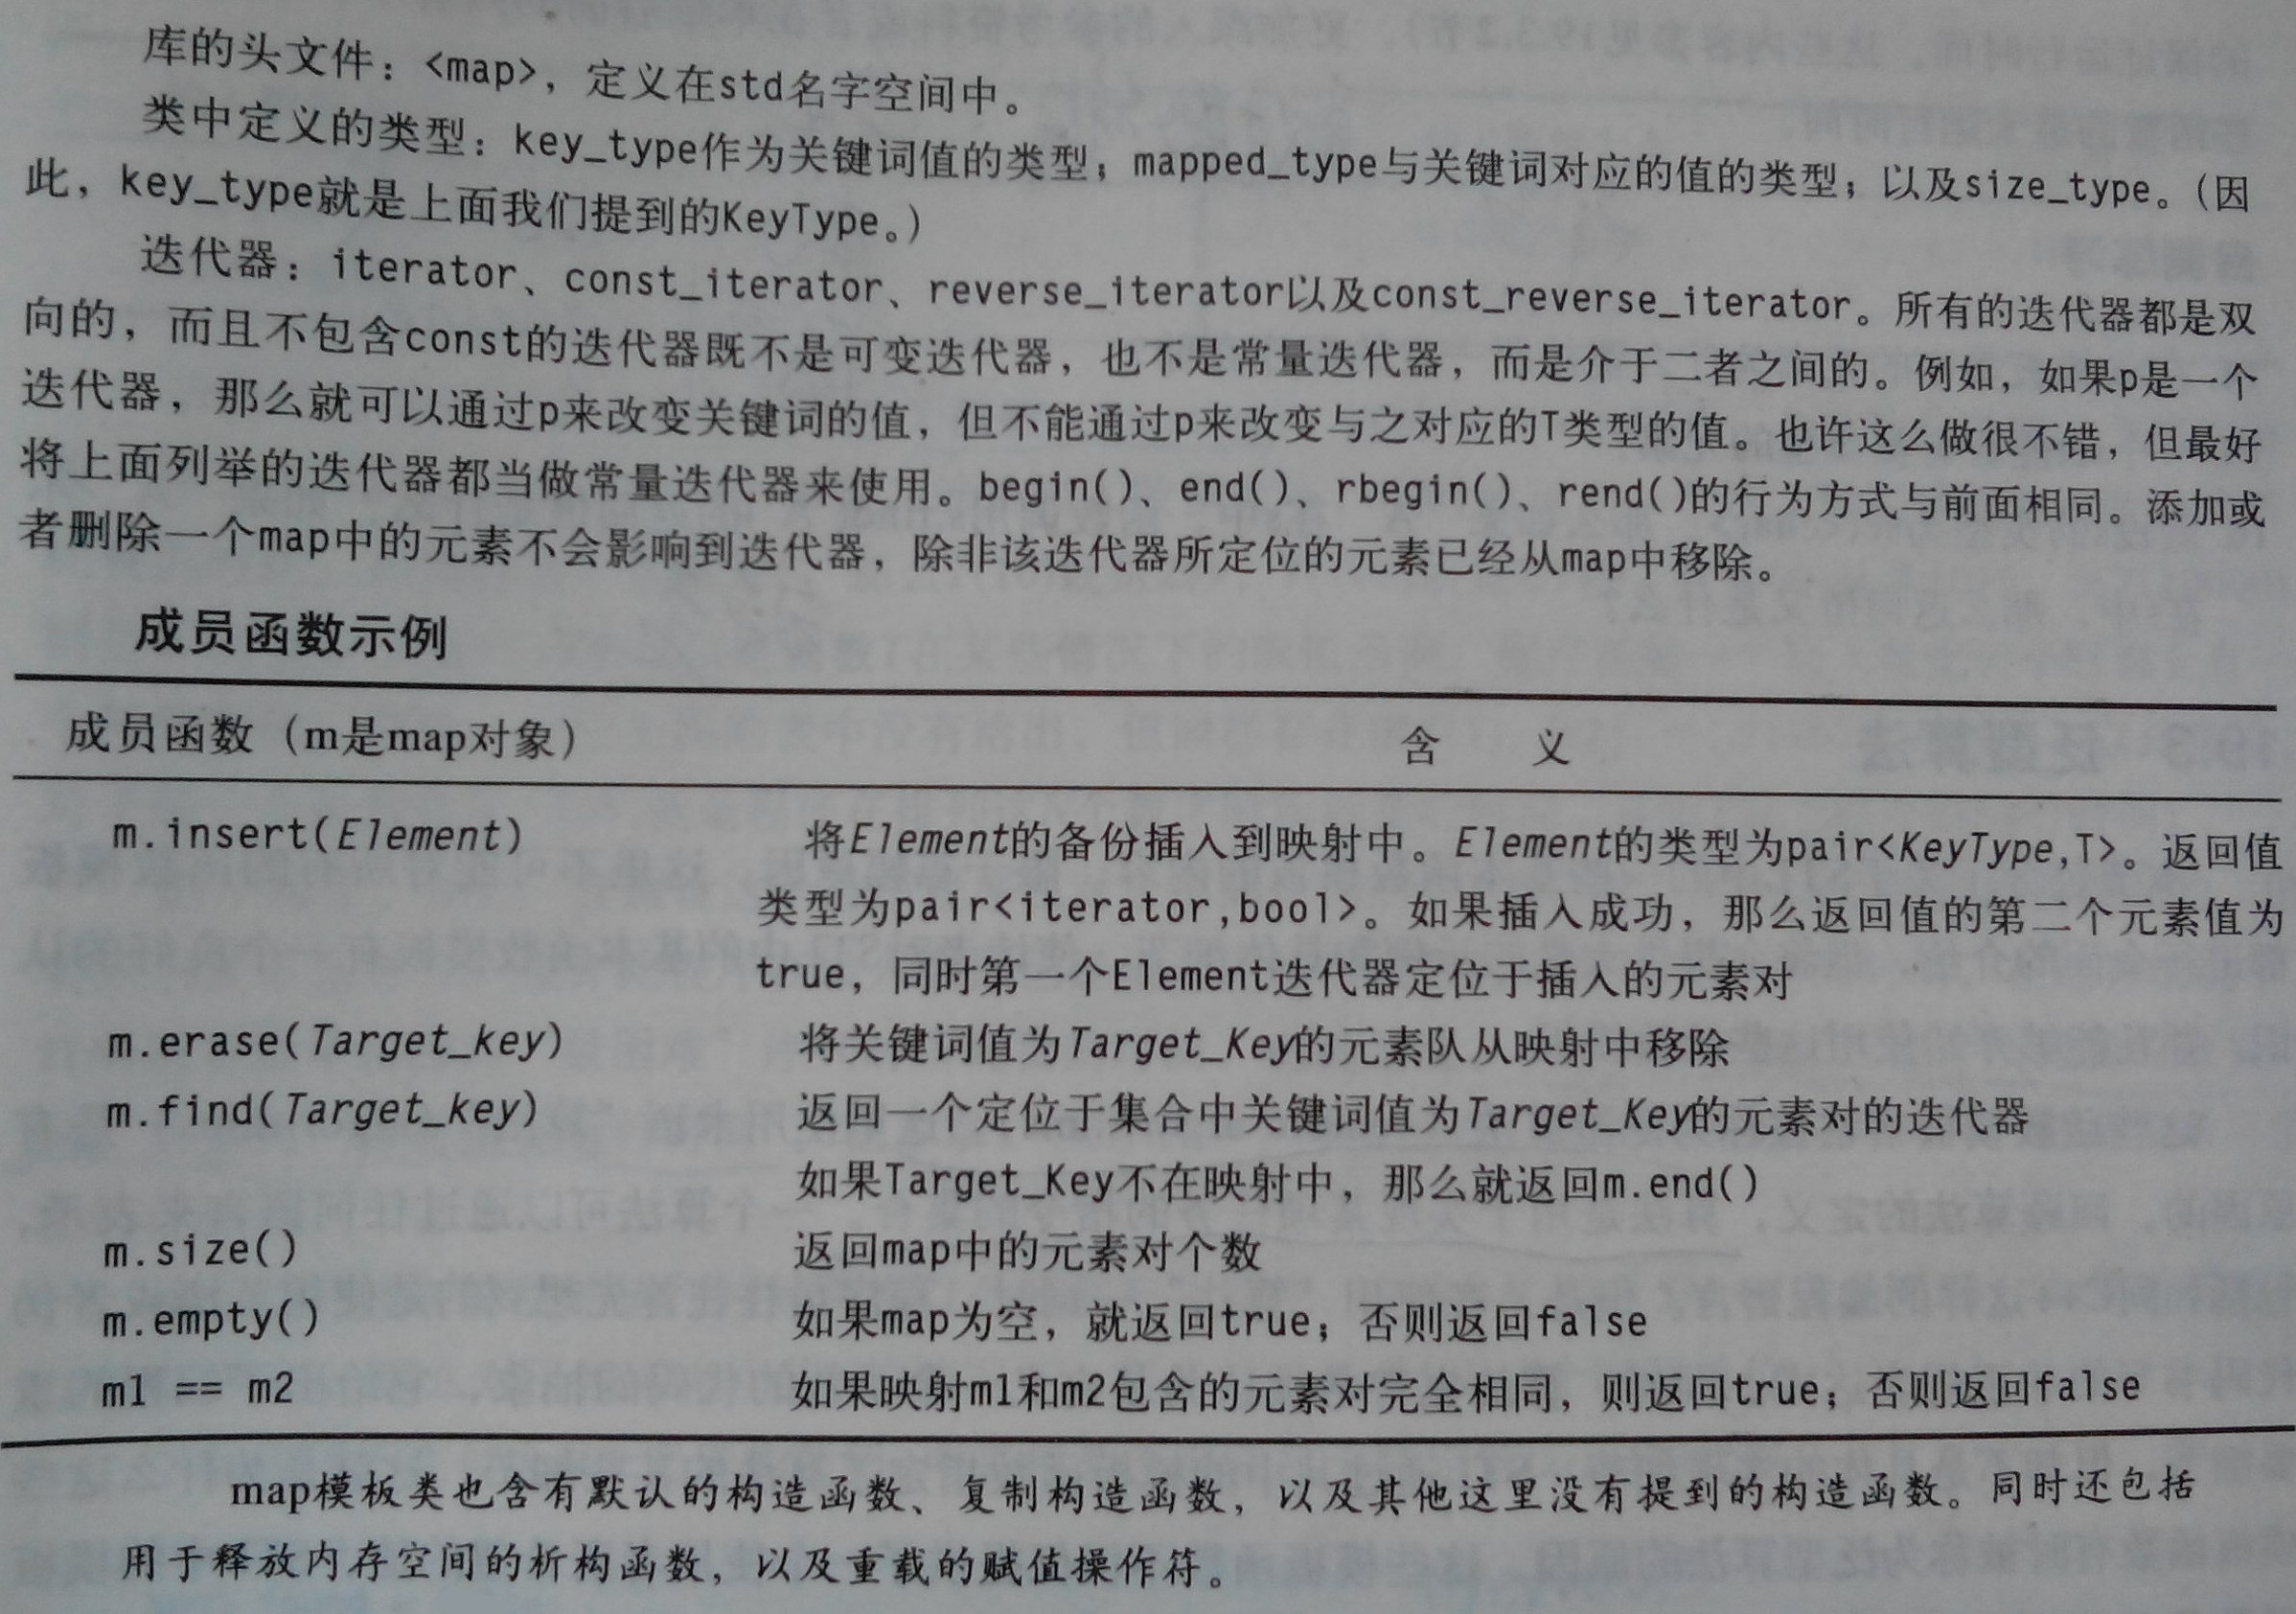 库的头文件：<map>，定义在std名字空间中。
类中定义的类型：key_type作为关键词值的类型；mapped_type与关键词对应的值的类型；以及size_type。（因
此，key_type就是上面我们提到的KeyType。）
迭代器：iterator、const_iterator、reverse_iterator以及const_reverse_iterator。所有的迭代器都是双
向的，而且不包含const的迭代器既不是可变迭代器，也不是常量迭代器，而是介于二者之间的。例如，如果p是一个
迭代器，那么就可以通过p来改变关键词的值，但不能通过p来改变与之对应的T类型的值。也许这么做很不错，但最好
将上面列举的迭代器都当做常量迭代器来使用。begin()、end()、rbegin()、rend()的行为方式与前面相同。添加或
者删除一个map中的元素不会影响到迭代器，除非该迭代器所定位的元素已经从map中移除。
成员函数示例
成员函数（m是map对象） 含 义
m.insert(Element) 将Element的备份插入到映射中。Element的类型为pair<KeyType,T>。返回值
类型为pair<iterator,bool>。如果插入成功，那么返回值的第二个元素值为
true，同时第一个Element迭代器定位于插入的元素对
m.erase(Target_key) 将关键词值为Target_Key的元素队从映射中移除
m.find(Target_key) 返回一个定位于集合中关键词值为Target_Key的元素对的迭代器
如果Target_Key不在映射中，那么就返回m.end()
m.size() 返回map中的元素对个数
m.empty() 如果map为空，就返回true；否则返回false
m1 == m2 如果映射m1和m2包含的元素对完全相同，则返回true；否则返回false
map模板类也含有默认的构造函数、复制构造函数，以及其他这里没有提到的构造函数。同时还包括
用于释放内存空间的析构函数，以及重载的赋值操作符。